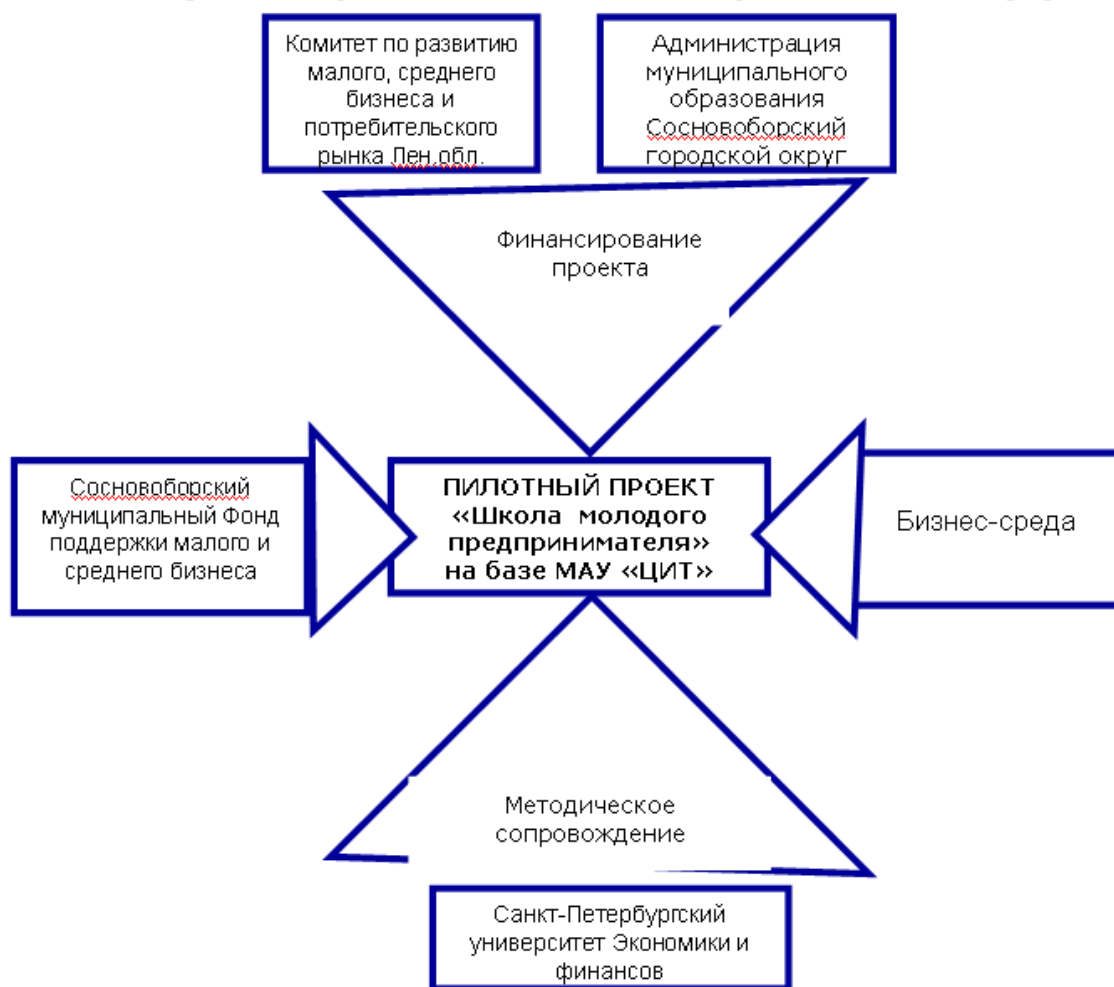 Комитет по развитию
малого, среднего
бизнеса и
потребительского
рынка Лен.обл.
Администрация
муниципального
образования
Сосновоборский
городской округ
Финансирование
проекта
Сосновоборский
муниципальный Фонд
поддержки малого и
среднего бизнеса
ПИЛОТНЫЙ ПРОЕКТ
«Школа молодого
предпринимателя»
на базе МАУ «ЦИТ»
Бизнес-среда
Методическое
сопровождение
Санкт-Петербургский
университет Экономики и
финансов